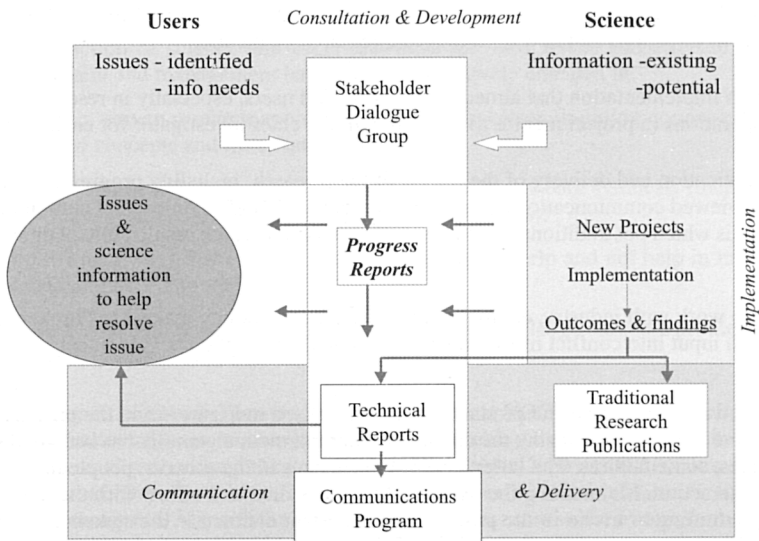 Users
Consultation & Development
Science
Issues - identified
- info needs
Stakeholder
Dialogue
Group
Information -existing
-potential
Issues
&
science
information
to help
resolve
issue
Progress
Reports
New Projects
Implementation
Outcomes & findings
Implementation
Technical
Reports
Traditional
Research
Publications
Communication
& Delivery
Communications
Program